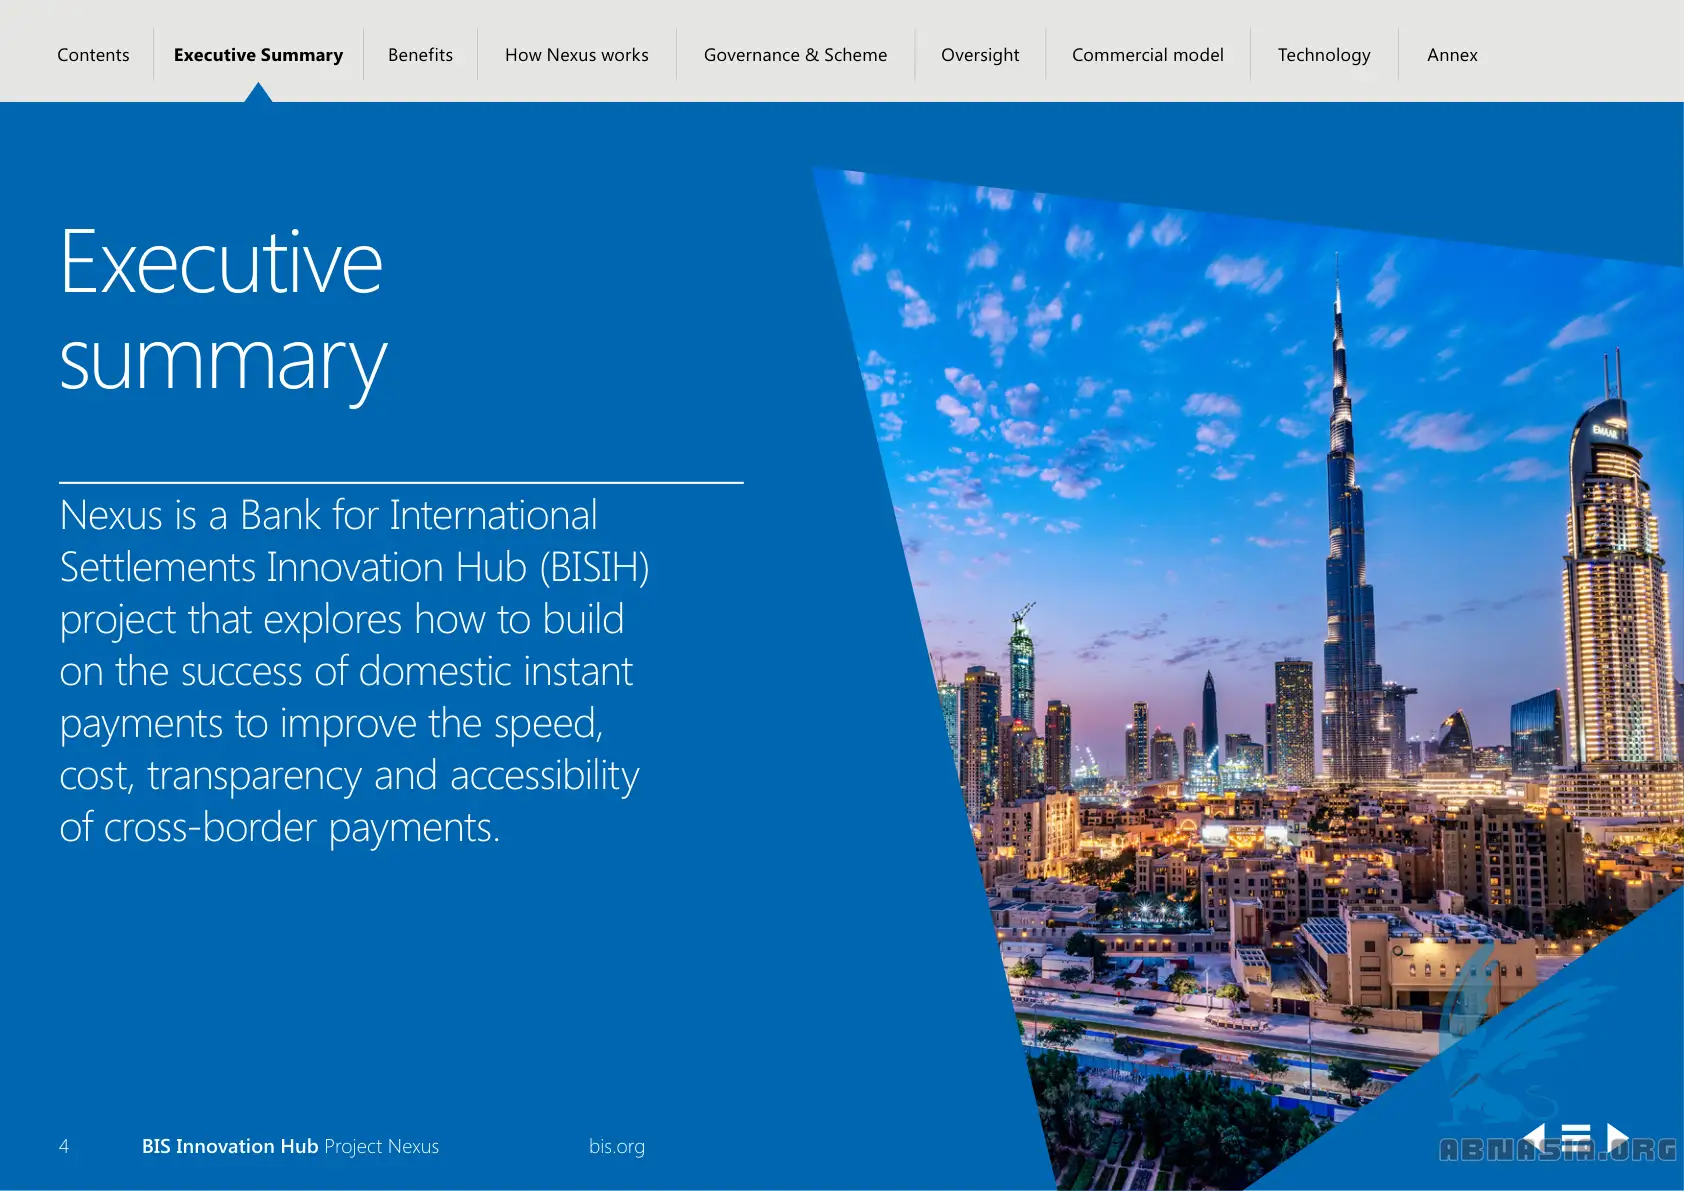 Contents
Executive Summary
Benefits
How Nexus works
Governance & Scheme
Oversight
Commercial model
Technology
Annex
Executive
summary
Nexus is a Bank for International
Settlements Innovation Hub (BISIH)
project that explores how to build
on the success of domestic instant
payments to improve the speed,
cost, transparency and accessibility
of cross-border payments.
EMAAR
4
BIS Innovation Hub Project Nexus
bis.org
ABNASIA.ORG